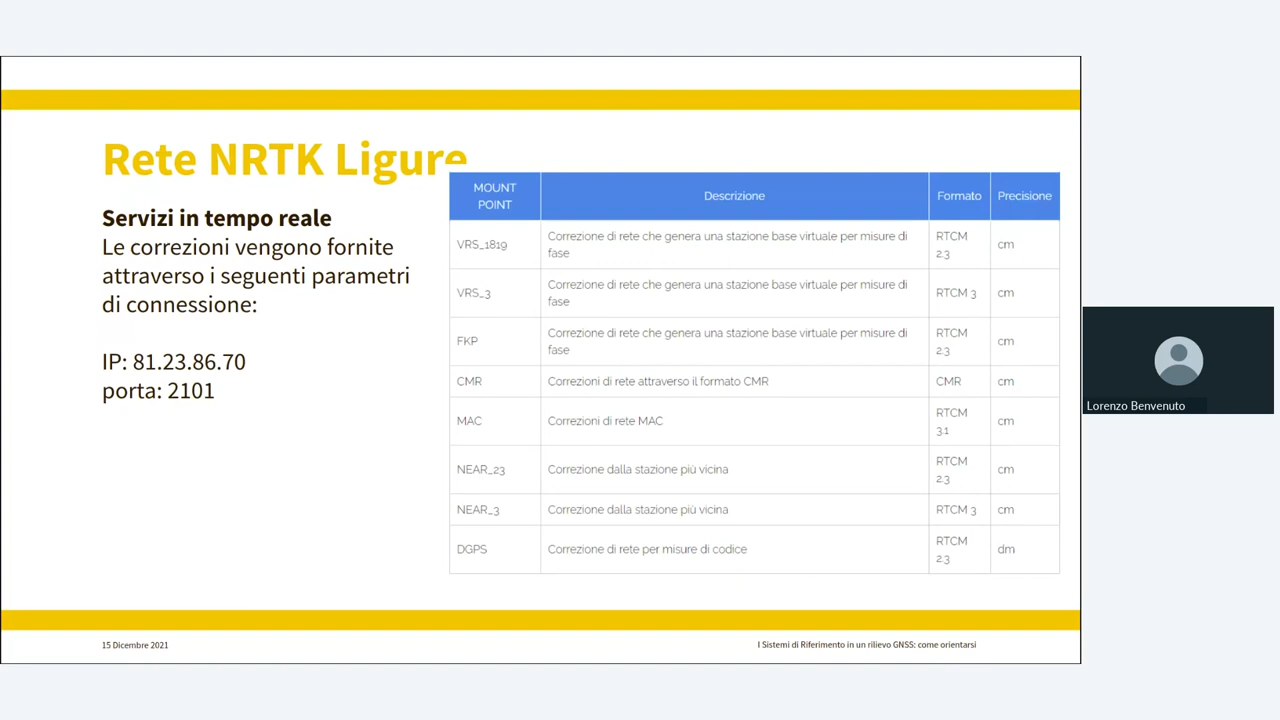 Rete NRTK Ligure
Servizi in tempo reale
Le correzioni vengono fornite
attraverso i seguenti parametri
di connessione:
IP: 81.23.86.70
porta: 2101
MOUNT
POINT
Descrizione
Formato
Precisione
VRS_1819
Correzione di rete che genera una stazione base virtuale per misure di
fase
RTCM
2.3
cm
VRS_3
Correzione di rete che genera una stazione base virtuale per misure di
fase
RTCM 3
cm
FKP
Correzione di rete che genera una stazione base virtuale per misure di
fase
RTCM
2.3
cm
CMR
Correzioni di rete attraverso il formato CMR
CMR
cm
MAC
Correzioni di rete MAC
RTCM
3.1
cm
NEAR_23
Correzione dalla stazione più vicina
RTCM
2.3
cm
NEAR_3
Correzione dalla stazione più vicina
RTCM 3
cm
DGPS
Correzione di rete per misure di codice
RTCM
2.3
dm
15 Dicembre 2021
I Sistemi di Riferimento in un rilievo GNSS: come orientarsi
Lorenzo Benvenuto